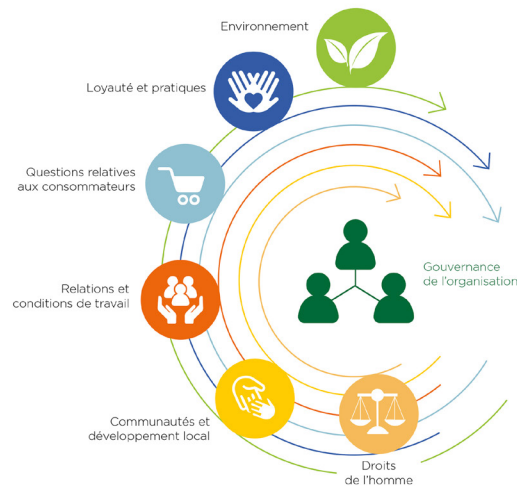 Environnement
Loyauté et pratiques
Questions relatives
aux consommateurs
Relations et
conditions de travail
Communautés et
développement local
Droits
de l'homme
Gouvernance
de l'organisation